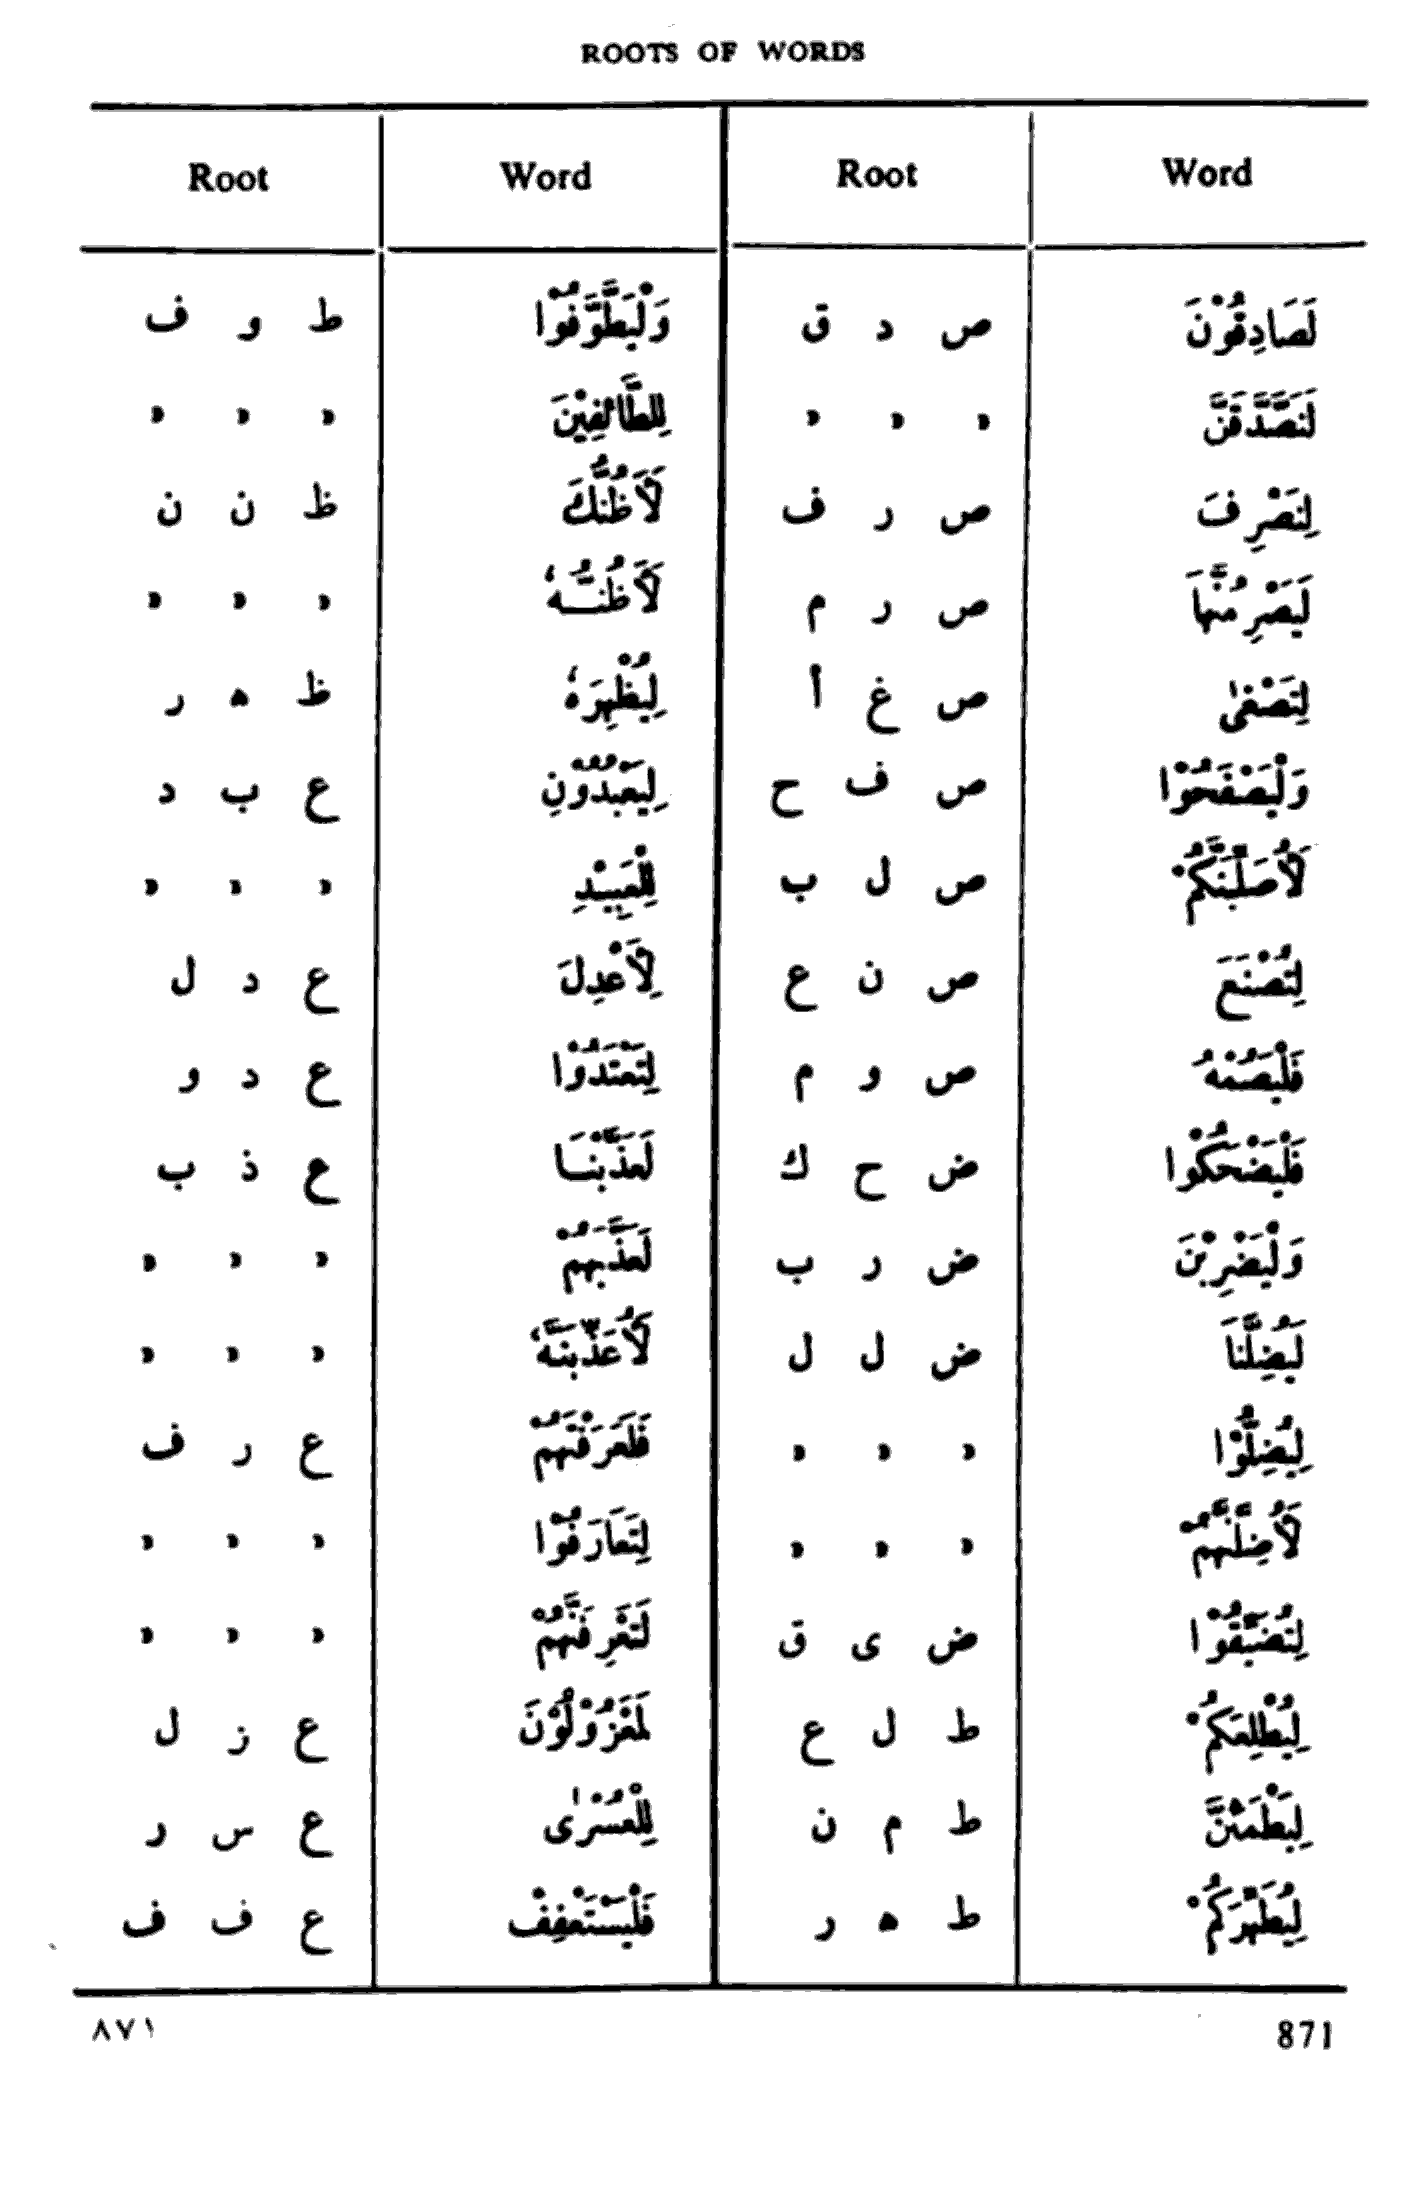 ROOTS OF WORDS
Root Word Root Word
لَصَادِقُوْنَ ص د ق وَلْيَطَّوَّفُوْا ط و ف
لَنَصَّدَّقَنَّ " " " لِلطَّائِفِيْنَ " " "
لِنَصْرِفَ ص ر ف لَاَظُنُّكَ ظ ن ن
لَيَصْرِمُنَّهَا ص ر م لَاَظُنُّهٗ " " "
لِتَصْغٰى ص غ أ لِيُظْهِرَهٗ ظ ه ر
وَلْيَصْفَحُوْا ص ف ح لِيَعْبُدُوْنِ ع ب د
لَاُصَلِّبَنَّكُمْ ص ل ب لِلْعَبِيْدِ " " "
لِتُصْنَعَ ص ن ع لِاَعْدِلَ ع د ل
فَلْيَصُمْهُ ص و م لِتَعْتَدُوْا ع د و
فَلْيَضْحَكُوْا ض ح ك لَعَذَّبْنَا ع ذ ب
وَلْيَضْرِبْنَ ض ر ب لَعَذَّبَهُمْ " " "
لَيُضِلُّنَا ض ل ل لَاُعَذِّبَنَّهٗ " " "
لِيُضِلُّوْا " " " فَلَعَرَفْتَهُمْ ع ر ف
لَاُضِلَّنَّهُمْ " " " لِتَعَارَفُوْا " " "
لِتُضَيِّقُوْا ض ى ق لَتَعْرِفَنَّهُمْ " " "
لِيُطْلِعَكُمْ ط ل ع لَمَعْزُوْلُوْنَ ع ز ل
لِيَطْمَئِنَّ ط م ن لِلْعُسْرٰى ع س ر
لِيُطَهِّرَكُمْ ط ه ر فَلْيَسْتَعْفِفْ ع ف ف
٨٧١ 871